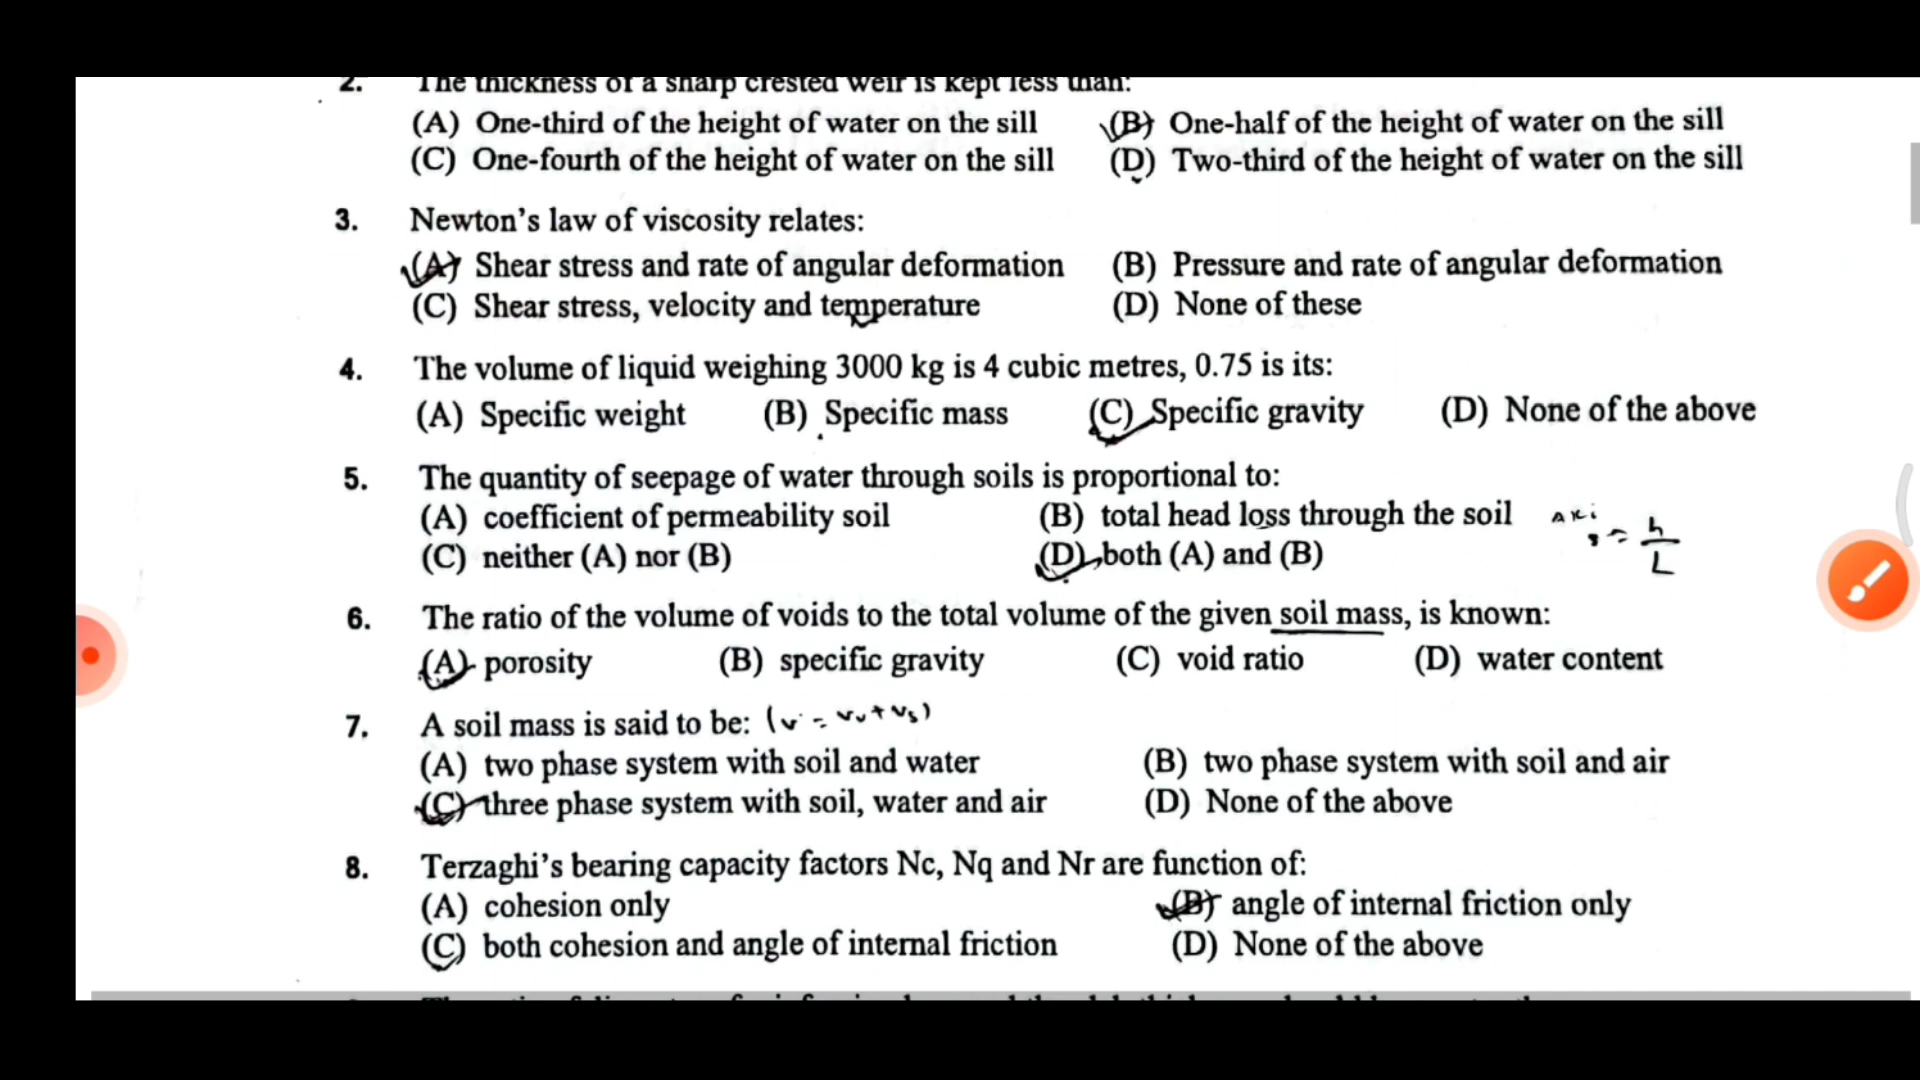 2. The thickness of a sharp crested weir is kept less than:
(A) One-third of the height of water on the sill (B) One-half of the height of water on the sill
(C) One-fourth of the height of water on the sill (D) Two-third of the height of water on the sill
3. Newton's law of viscosity relates:
(A) Shear stress and rate of angular deformation (B) Pressure and rate of angular deformation
(C) Shear stress, velocity and temperature (D) None of these
4. The volume of liquid weighing 3000 kg is 4 cubic metres, 0.75 is its:
(A) Specific weight (B) Specific mass (C) Specific gravity (D) None of the above
5. The quantity of seepage of water through soils is proportional to:
(A) coefficient of permeability soil (B) total head loss through the soil
(C) neither (A) nor (B) (D) both (A) and (B)
= h/L
6. The ratio of the volume of voids to the total volume of the given soil mass, is known:
(A) porosity (B) specific gravity (C) void ratio (D) water content
7. A soil mass is said to be: (v = vv + vs)
(A) two phase system with soil and water (B) two phase system with soil and air
(C) three phase system with soil, water and air (D) None of the above
8. Terzaghi's bearing capacity factors Nc, Nq and Nr are function of:
(A) cohesion only (B) angle of internal friction only
(C) both cohesion and angle of internal friction (D) None of the above